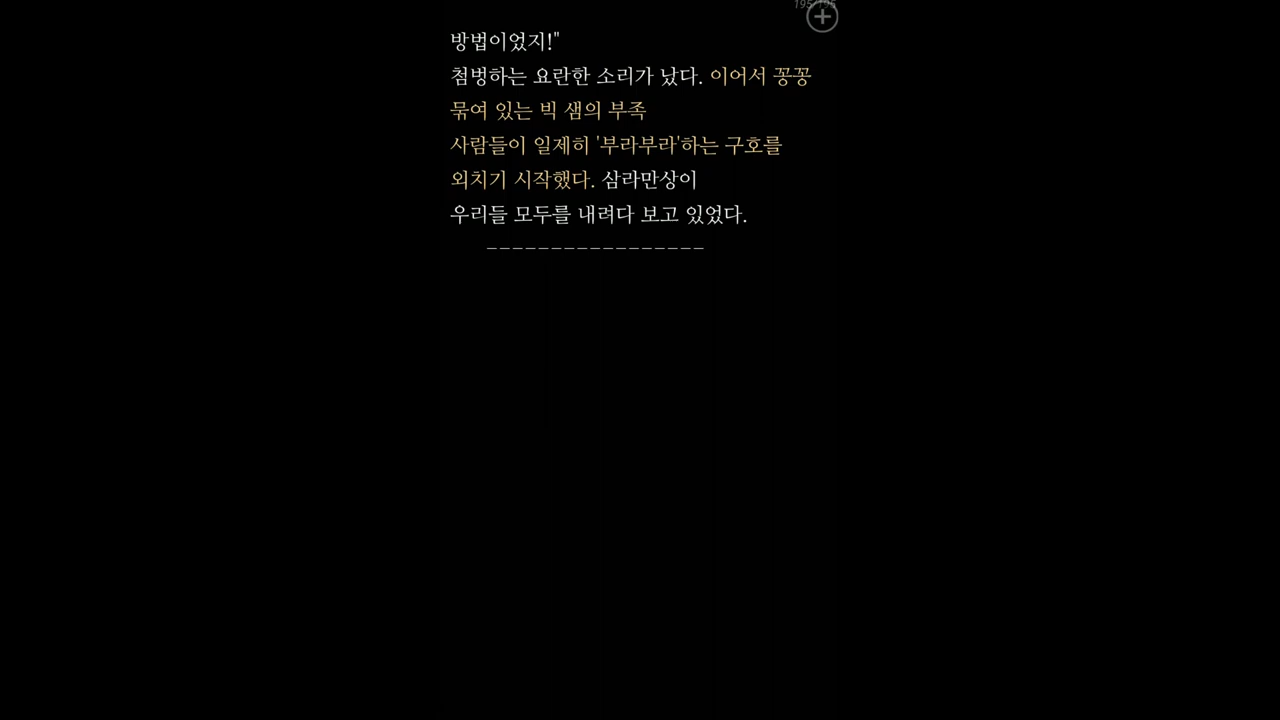 195/195
방법이었지!"
첨벙하는 요란한 소리가 났다. 이어서 꽁꽁
묶여 있는 빅 샘의 부족
사람들이 일제히 '부라부라'하는 구호를
외치기 시작했다. 삼라만상이
우리들 모두를 내려다 보고 있었다.
–––––––––––––––––